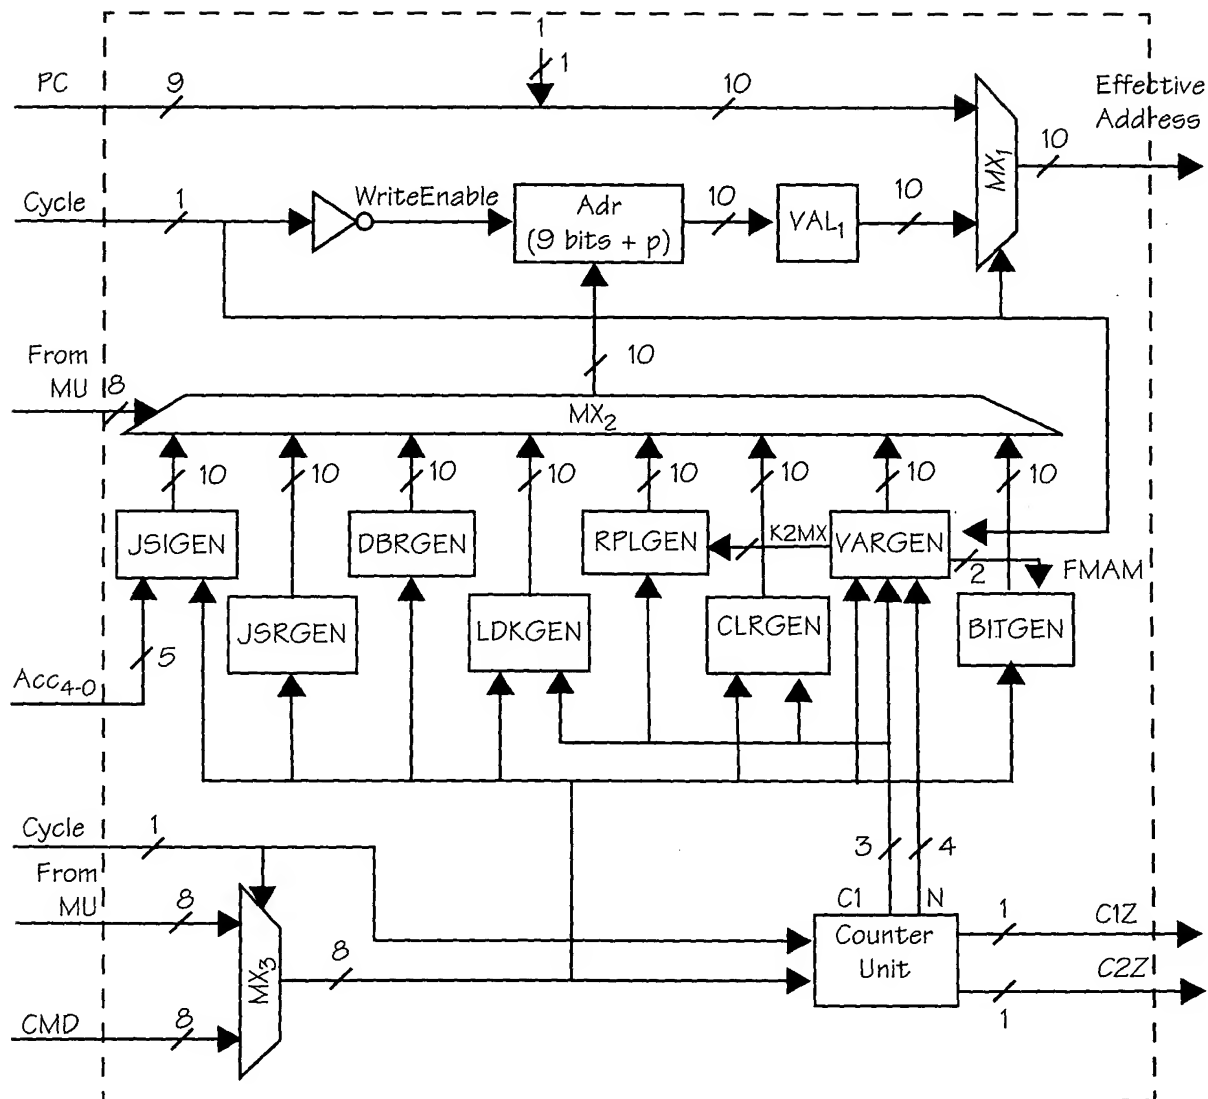 1
PC 9 1 10 Effective
Address
MX1 10
Cycle 1 WriteEnable Adr
(9 bits + p) 10 VAL1 10
From
MU 8 10
MX2
10 10 10 10 10 10 10 10
JSIGEN DBRGEN RPLGEN K2MX VARGEN 2 FMAM
JSRGEN LDKGEN CLRGEN BITGEN
5
Acc4-0
Cycle 1 3 4
From
MU 8 C1 N 1 C1Z
Counter
Unit
MX3 8 C2Z
CMD 8 1